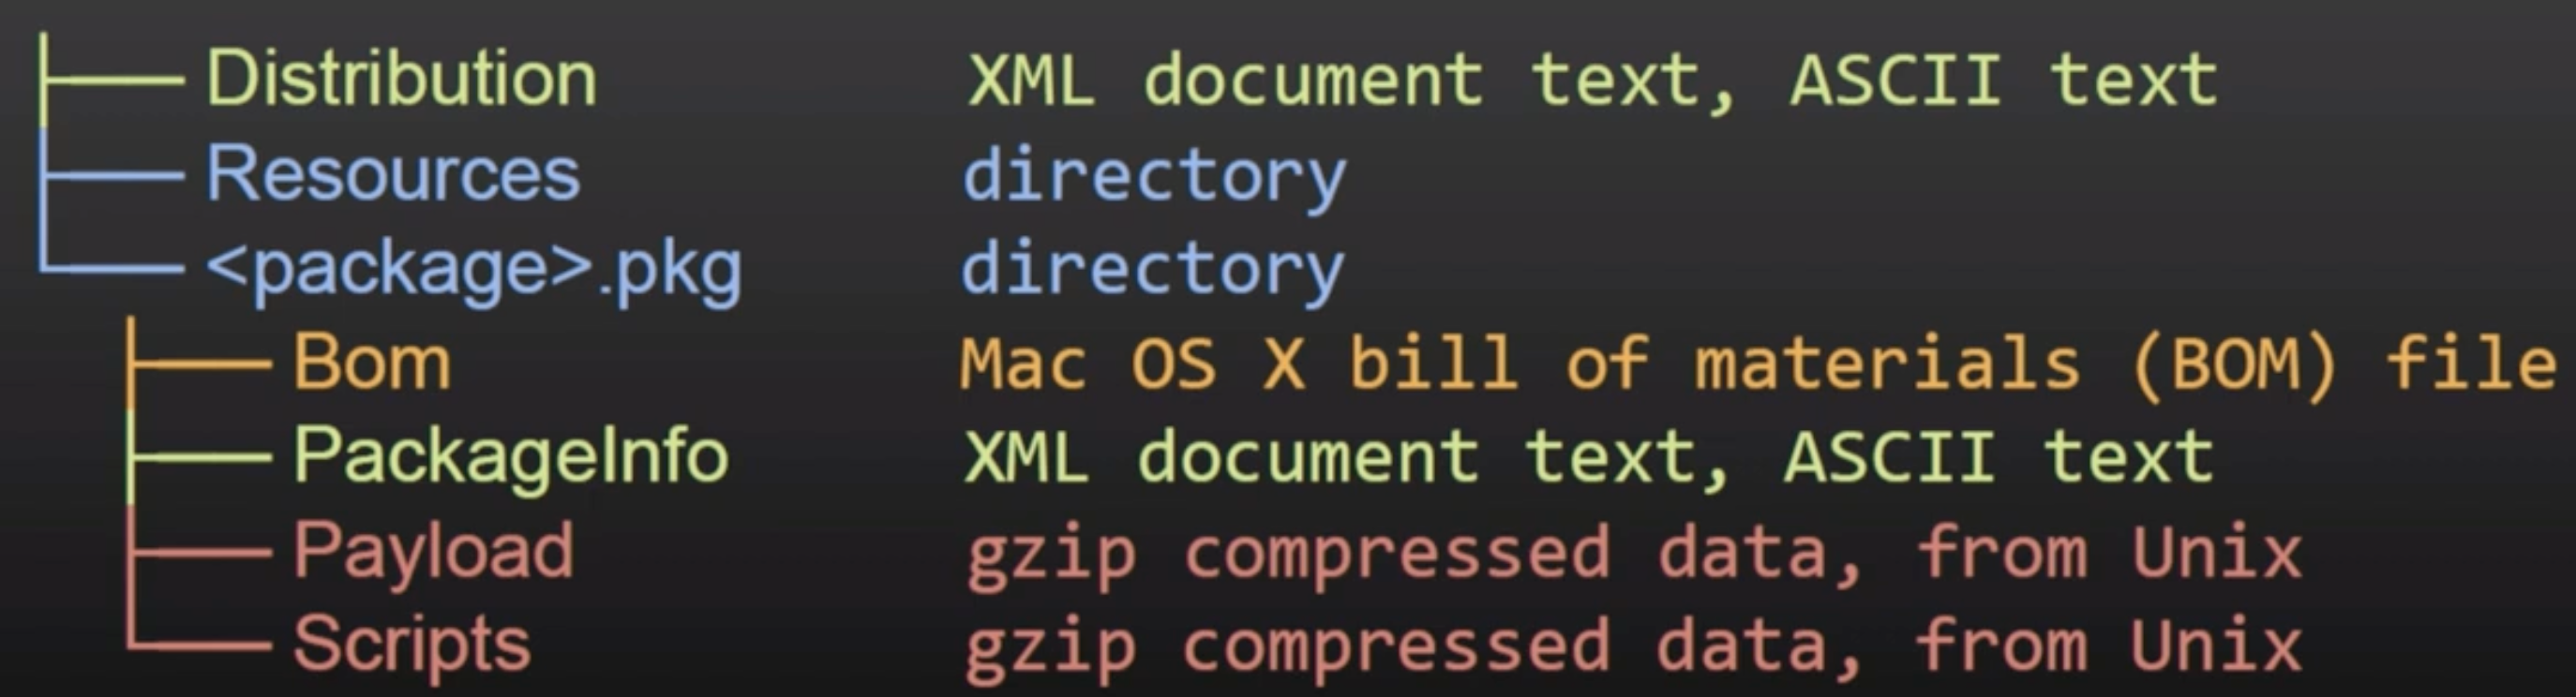 Distribution XML document text, ASCII text
Resources directory
<package>.pkg directory
Bom Mac OS X bill of materials (BOM) file
PackageInfo XML document text, ASCII text
Payload gzip compressed data, from Unix
Scripts gzip compressed data, from Unix